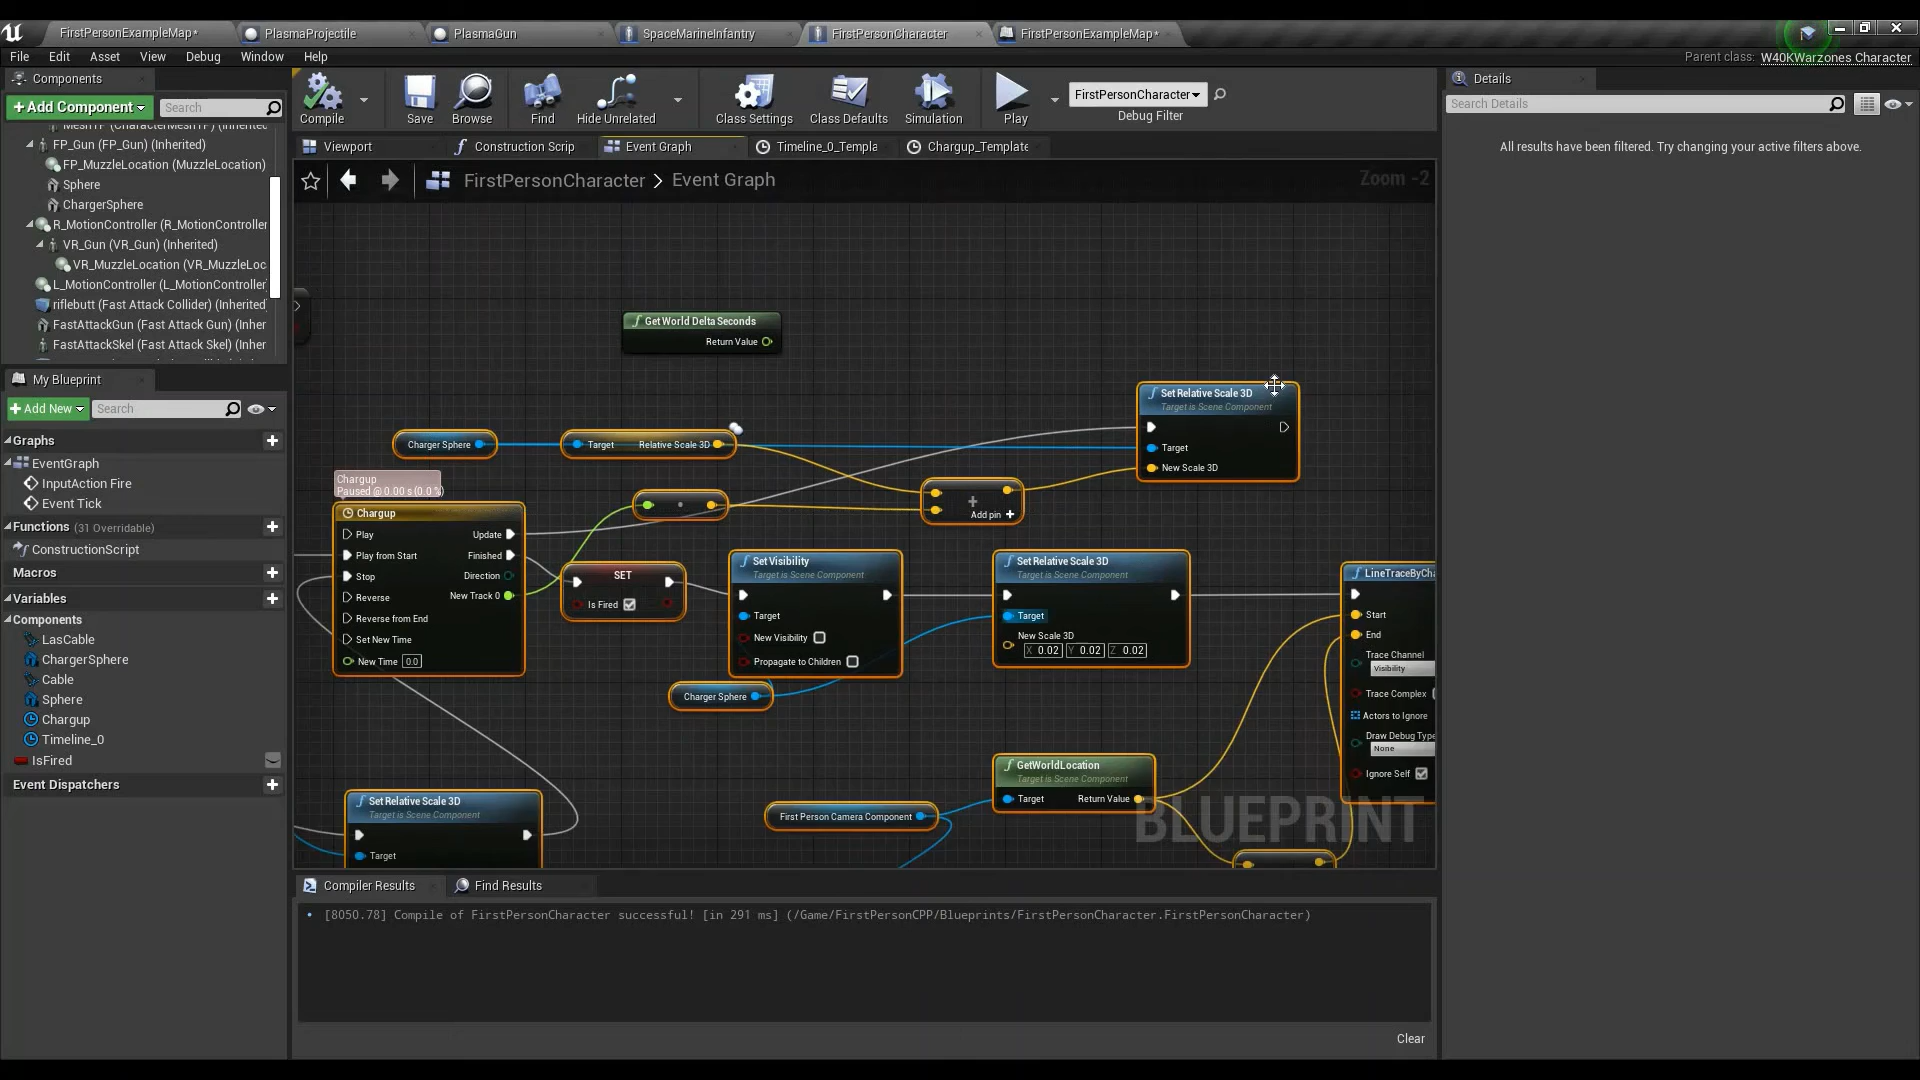 FirstPersonExampleMap*
PlasmaProjectile
PlasmaGun
SpaceMarineInfantry
FirstPersonCharacter
FirstPersonExampleMap*
File Edit Asset View Debug Window Help
Parent class: W40KWarzones Character
Components
+Add Component
Search
MeshTP (CharacterMeshTP) (Inherited
FP_Gun (FP_Gun) (Inherited)
FP_MuzzleLocation (MuzzleLocation)
Sphere
ChargerSphere
R_MotionController (R_MotionController
VR_Gun (VR_Gun) (Inherited)
VR_MuzzleLocation (VR_MuzzleLoc
L_MotionController (L_MotionController
riflebutt (Fast Attack Collider) (Inherited)
FastAttackGun (Fast Attack Gun) (Inher
FastAttackSkel (Fast Attack Skel) (Inher
My Blueprint
+Add New
Search
Graphs
EventGraph
InputAction Fire
Event Tick
Functions (31 Overridable)
ConstructionScript
Macros
Variables
Components
LasCable
ChargerSphere
Cable
Sphere
Chargup
Timeline_0
IsFired
Event Dispatchers
Compile
Save
Browse
Find
Hide Unrelated
Class Settings
Class Defaults
Simulation
Play
FirstPersonCharacter
Debug Filter
Viewport
Construction Scrip
Event Graph
Timeline_0_Templa
Chargup_Template
FirstPersonCharacter > Event Graph
Zoom -2
Get World Delta Seconds
Return Value
Set Relative Scale 3D
Target is Scene Component
Target
New Scale 3D
Charger Sphere
Target Relative Scale 3D
Chargup
Paused @ 0.00 s (0.0 %)
Chargup
Play Update
Play from Start Finished
Stop Direction
Reverse New Track 0
Reverse from End
Set New Time
New Time 0.0
Add pin +
SET
Is Fired
Set Visibility
Target is Scene Component
Target
New Visibility
Propagate to Children
Set Relative Scale 3D
Target is Scene Component
Target
New Scale 3D
X 0.02 Y 0.02 Z 0.02
Charger Sphere
LineTraceByCha
Start
End
Trace Channel
Visibility
Trace Complex
Actors to Ignore
Draw Debug Type
None
Ignore Self
GetWorldLocation
Target is Scene Component
Target Return Value
First Person Camera Component
Set Relative Scale 3D
Target is Scene Component
Target
BLUEPRINT
Compiler Results
Find Results
[8050.78] Compile of FirstPersonCharacter successful! [in 291 ms] (/Game/FirstPersonCPP/Blueprints/FirstPersonCharacter.FirstPersonCharacter)
Clear
Details
Search Details
All results have been filtered. Try changing your active filters above.